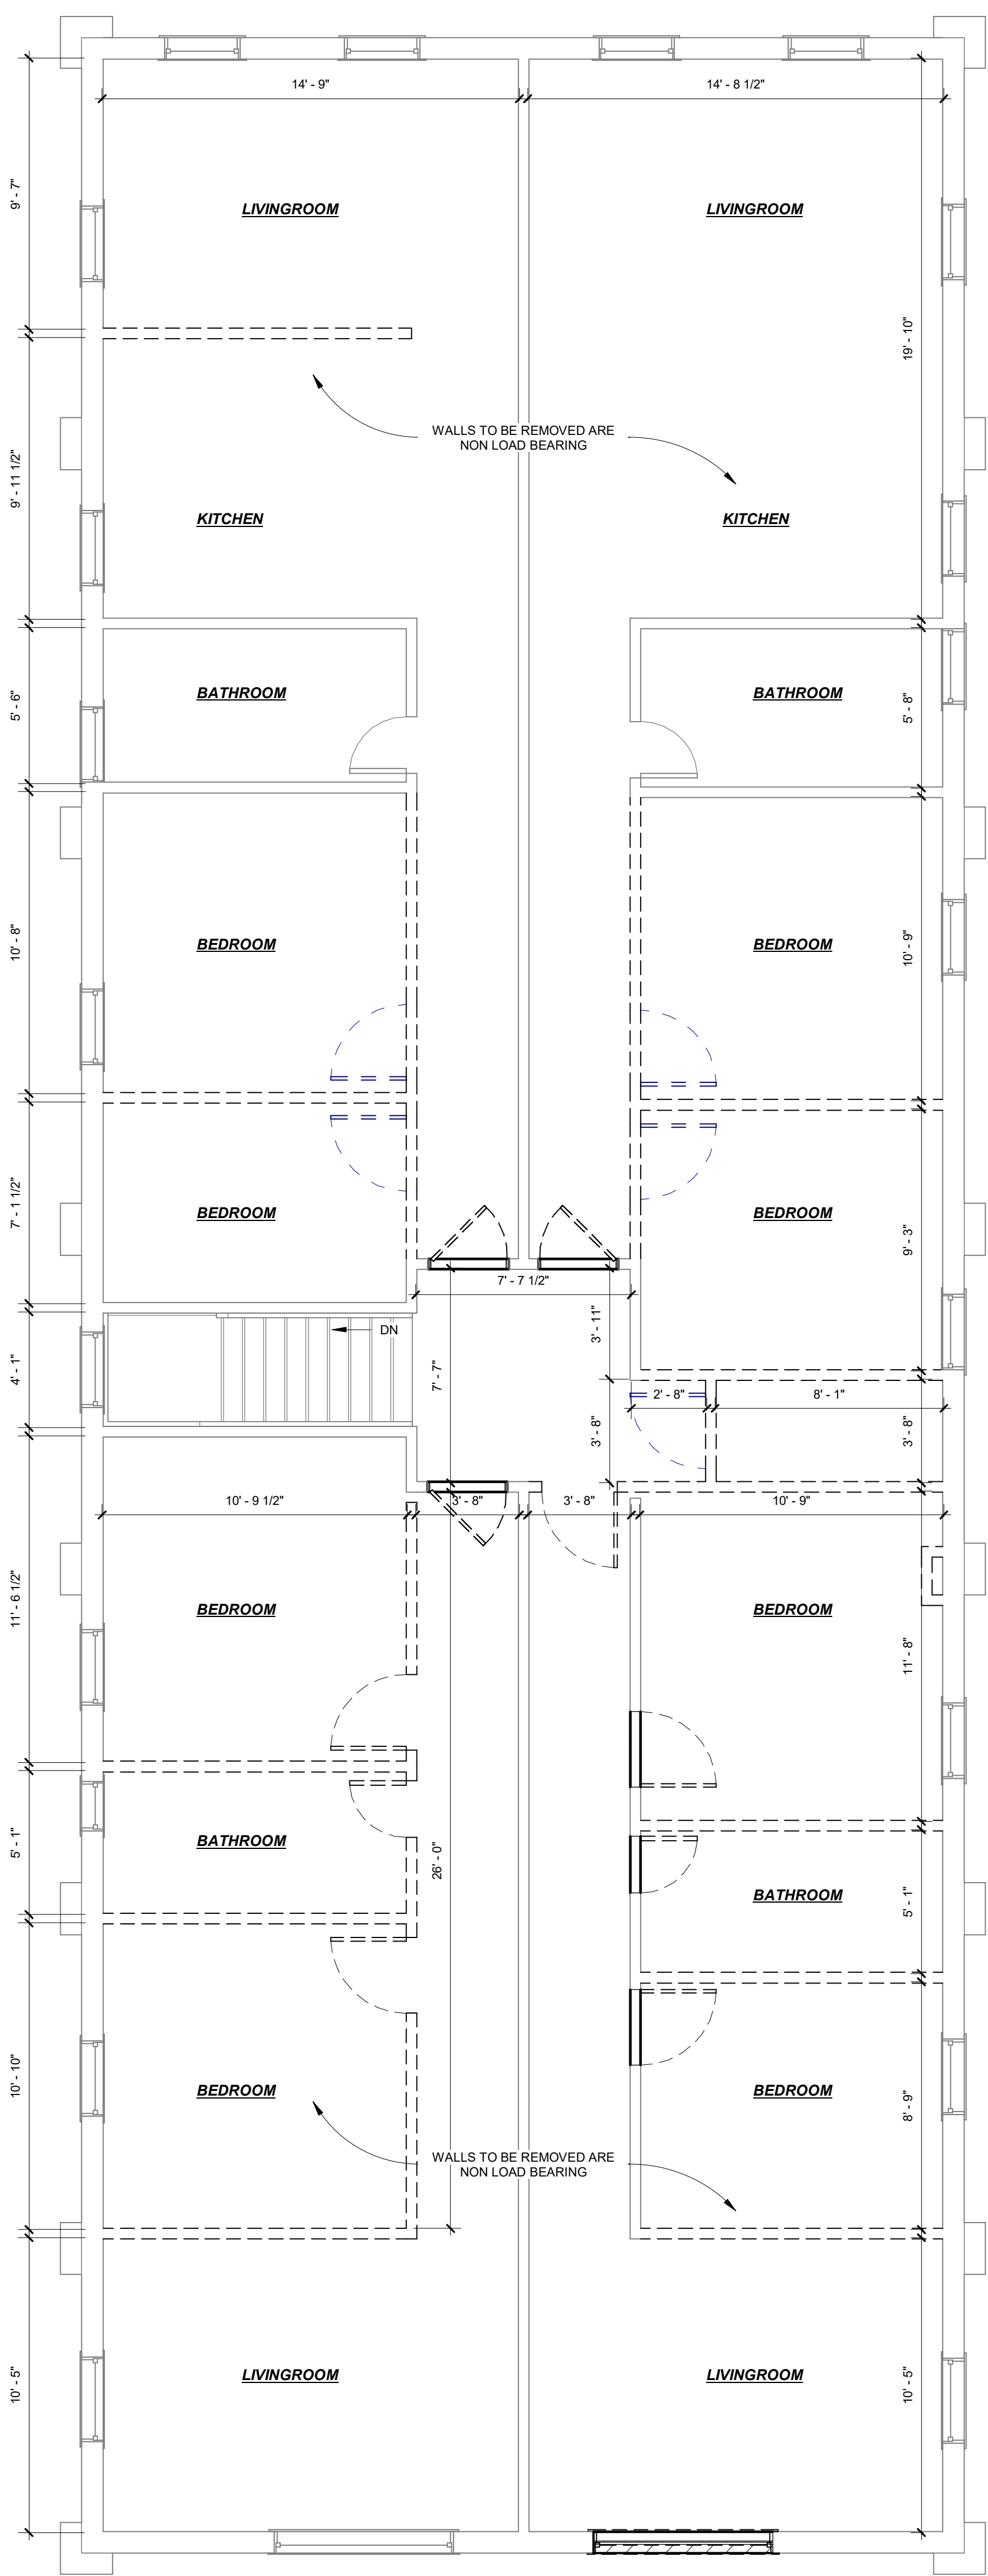 14' - 9"
14' - 8 1/2"
9' - 7"
LIVINGROOM
LIVINGROOM
19' - 10"
WALLS TO BE REMOVED ARE
NON LOAD BEARING
9' - 11 1/2"
KITCHEN
KITCHEN
5' - 6"
BATHROOM
BATHROOM
5' - 8"
10' - 8"
BEDROOM
BEDROOM
10' - 9"
7' - 1 1/2"
BEDROOM
BEDROOM
9' - 3"
7' - 7 1/2"
3' - 11"
DN
4' - 1"
7' - 7"
2' - 8"
8' - 1"
3' - 8"
3' - 8"
10' - 9 1/2"
3' - 8"
3' - 8"
10' - 9"
11' - 6 1/2"
BEDROOM
BEDROOM
11' - 8"
5' - 1"
BATHROOM
26' - 0"
BATHROOM
5' - 1"
10' - 10"
BEDROOM
BEDROOM
8' - 9"
WALLS TO BE REMOVED ARE
NON LOAD BEARING
10' - 5"
LIVINGROOM
LIVINGROOM
10' - 5"